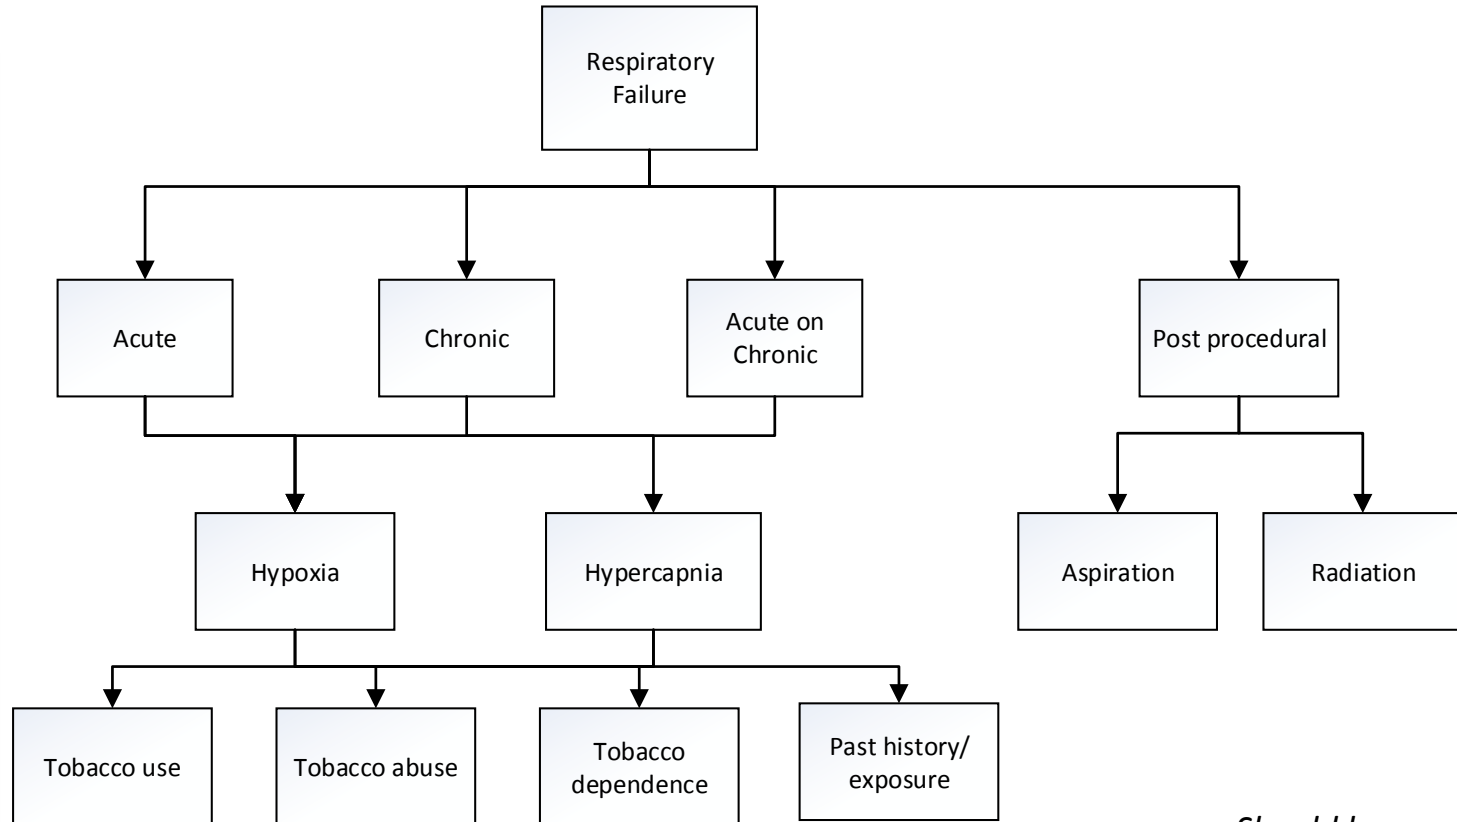 Respiratory
Failure
Acute
Chronic
Acute on
Chronic
Post procedural
Hypoxia
Hypercapnia
Aspiration
Radiation
Tobacco use
Tobacco abuse
Tobacco
dependence
Past history/
exposure